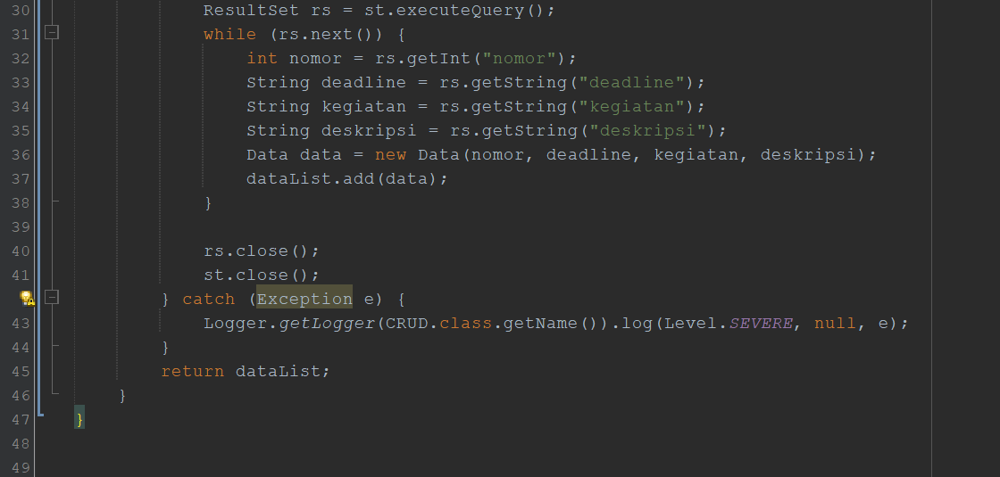 30 ResultSet rs = st.executeQuery();
31 while (rs.next()) {
32 int nomor = rs.getInt("nomor");
33 String deadline = rs.getString("deadline");
34 String kegiatan = rs.getString("kegiatan");
35 String deskripsi = rs.getString("deskripsi");
36 Data data = new Data(nomor, deadline, kegiatan, deskripsi);
37 dataList.add(data);
38 }
39
40 rs.close();
41 st.close();
} catch (Exception e) {
43 Logger.getLogger(CRUD.class.getName()).log(Level.SEVERE, null, e);
44 }
45 return dataList;
46 }
47 }
48
49